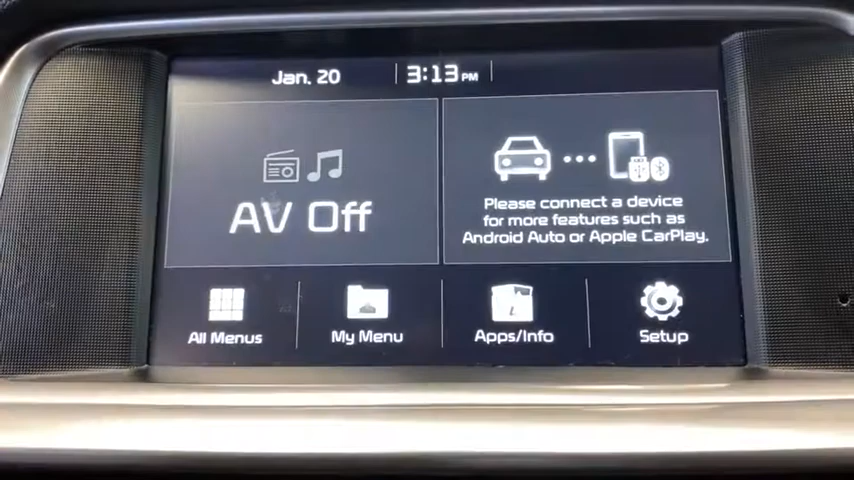 Jan. 20 3:13 PM
AV Off
Please connect a device
for more features such as
Android Auto or Apple CarPlay.
All Menus My Menu Apps/Info Setup